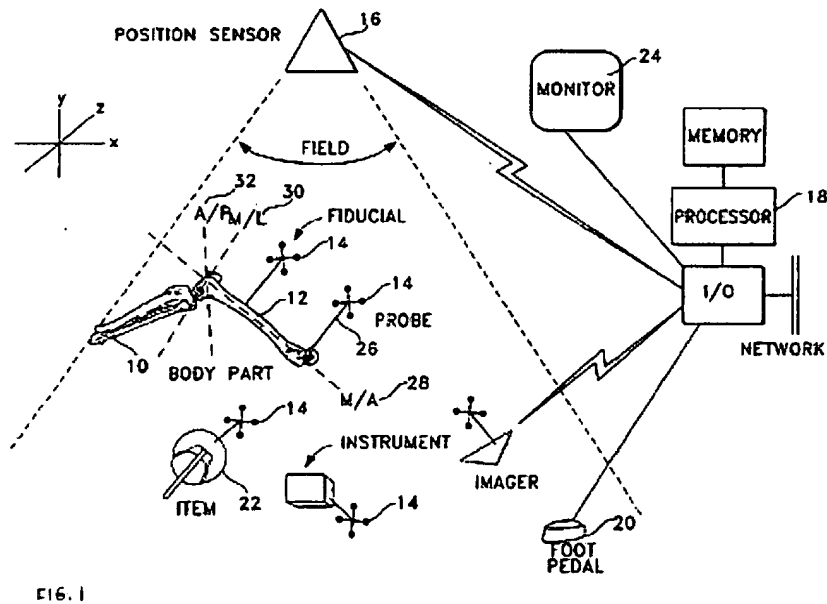 POSITION SENSOR
16
24
MONITOR
y
z
x
MEMORY
FIELD
32
30
A/P
M/L
FIDUCIAL
14
18
PROCESSOR
12
14
I/O
PROBE
10
26
NETWORK
BODY PART
M/A
28
14
INSTRUMENT
IMAGER
ITEM
22
14
20
FOOT
PEDAL
FIG.1